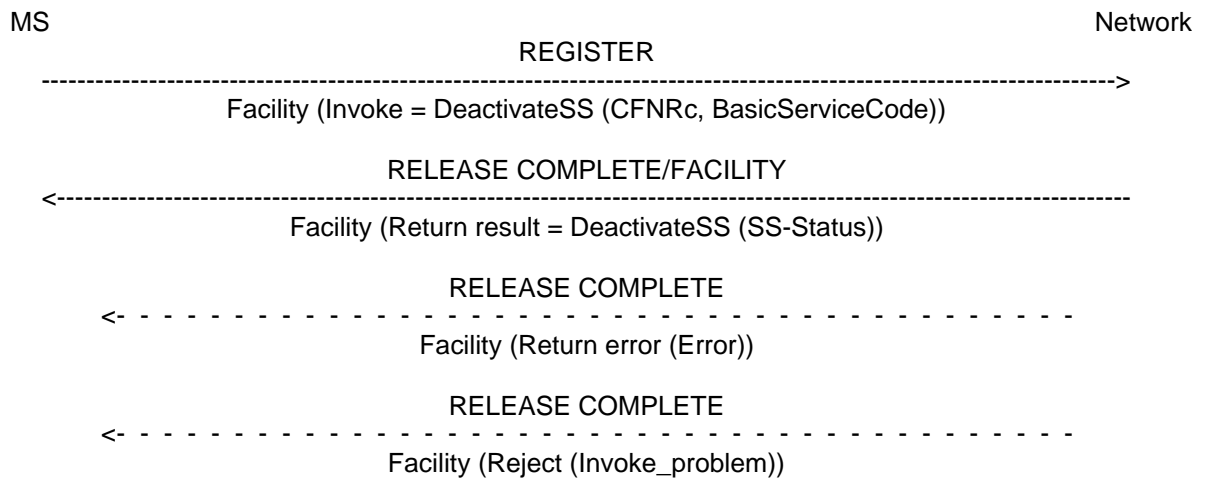 MS Network
REGISTER
Facility (Invoke = DeactivateSS (CFNRc, BasicServiceCode))
RELEASE COMPLETE/FACILITY
Facility (Return result = DeactivateSS (SS-Status))
RELEASE COMPLETE
Facility (Return error (Error))
RELEASE COMPLETE
Facility (Reject (Invoke_problem))